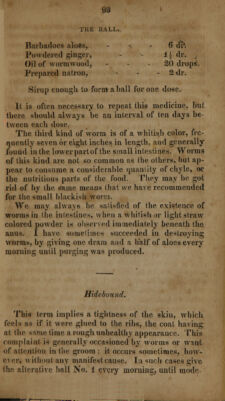 93
THE BALL.
Barbadoes aloes, - - 6 dr.
Powdered ginger, - - 1½ dr.
Oil of wormwood, - - 20 drops.
Prepared natron, - - 2 dr.
Sirup enough to form a ball for one dose.
It is often necessary to repeat this medicine, but
there should always be an interval of ten days be-
tween each dose.
The third kind of worm is of a whitish color, fre-
quently seven or eight inches in length, and generally
found in the lower part of the small intestines. Worms
of this kind are not so common as the others, but ap-
pear to consume a considerable quantity of chyle, or
the nutritious parts of the food. They may be got
rid of by the same means that we have recommended
for the small blackish worm.
We may always be satisfied of the existence of
worms in the intestines, when a whitish or light straw
colored powder is observed immediately beneath the
anus. I have sometimes succeeded in destroying
worms, by giving one dram and a half of aloes every
morning until purging was produced.
Hidebound.
This term implies a tightness of the skin, which
feels as if it were glued to the ribs, the coat having
at the same time a rough unhealthy appearance. This
complaint is generally occasioned by worms or want
of attention in the groom: it occurs sometimes, how-
ever, without any manifest cause. In such cases give
the alterative ball No. 1 every morning, until mode-